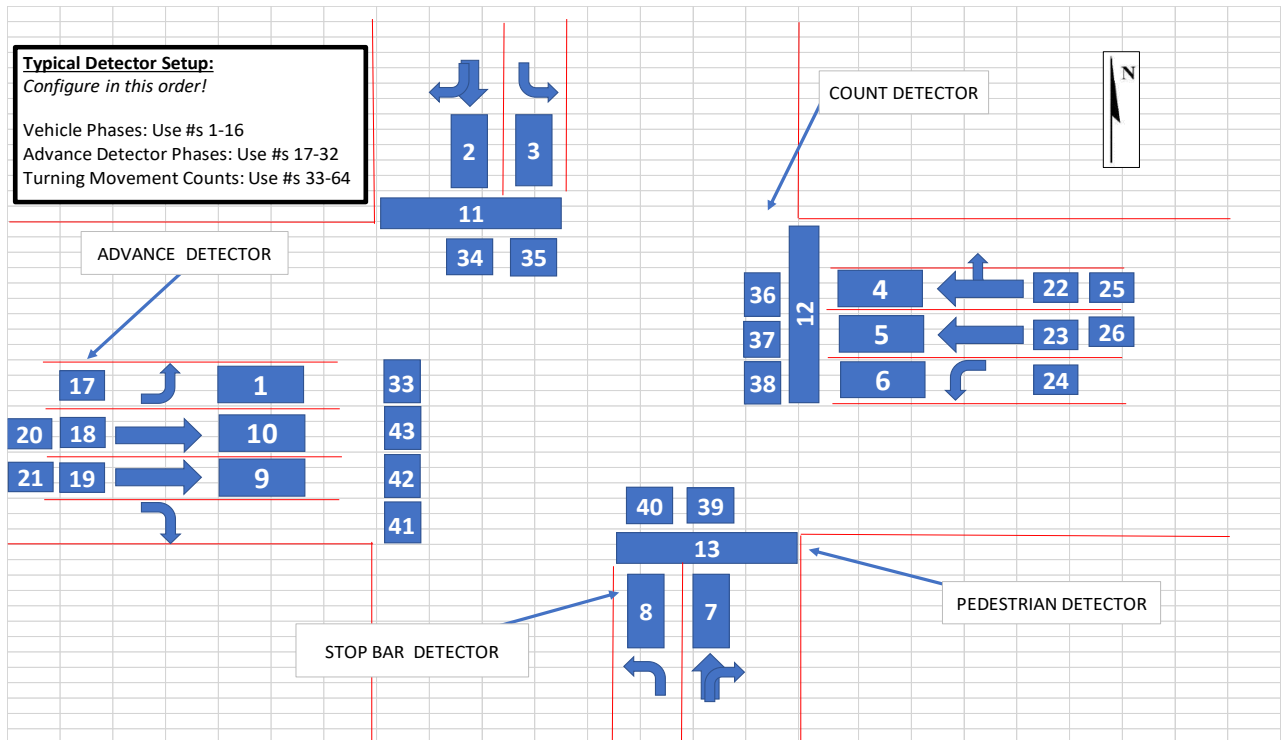 Typical Detector Setup:
Configure in this order!
Vehicle Phases: Use #s 1-16
Advance Detector Phases: Use #s 17-32
Turning Movement Counts: Use #s 33-64
N
COUNT DETECTOR
2 3
11
34 35
ADVANCE DETECTOR
36 12 4 22 25
37 5 23 26
38 6 24
17 1 33
20 18 10 43
21 19 9 42
41
40 39
13
8 7
PEDESTRIAN DETECTOR
STOP BAR DETECTOR